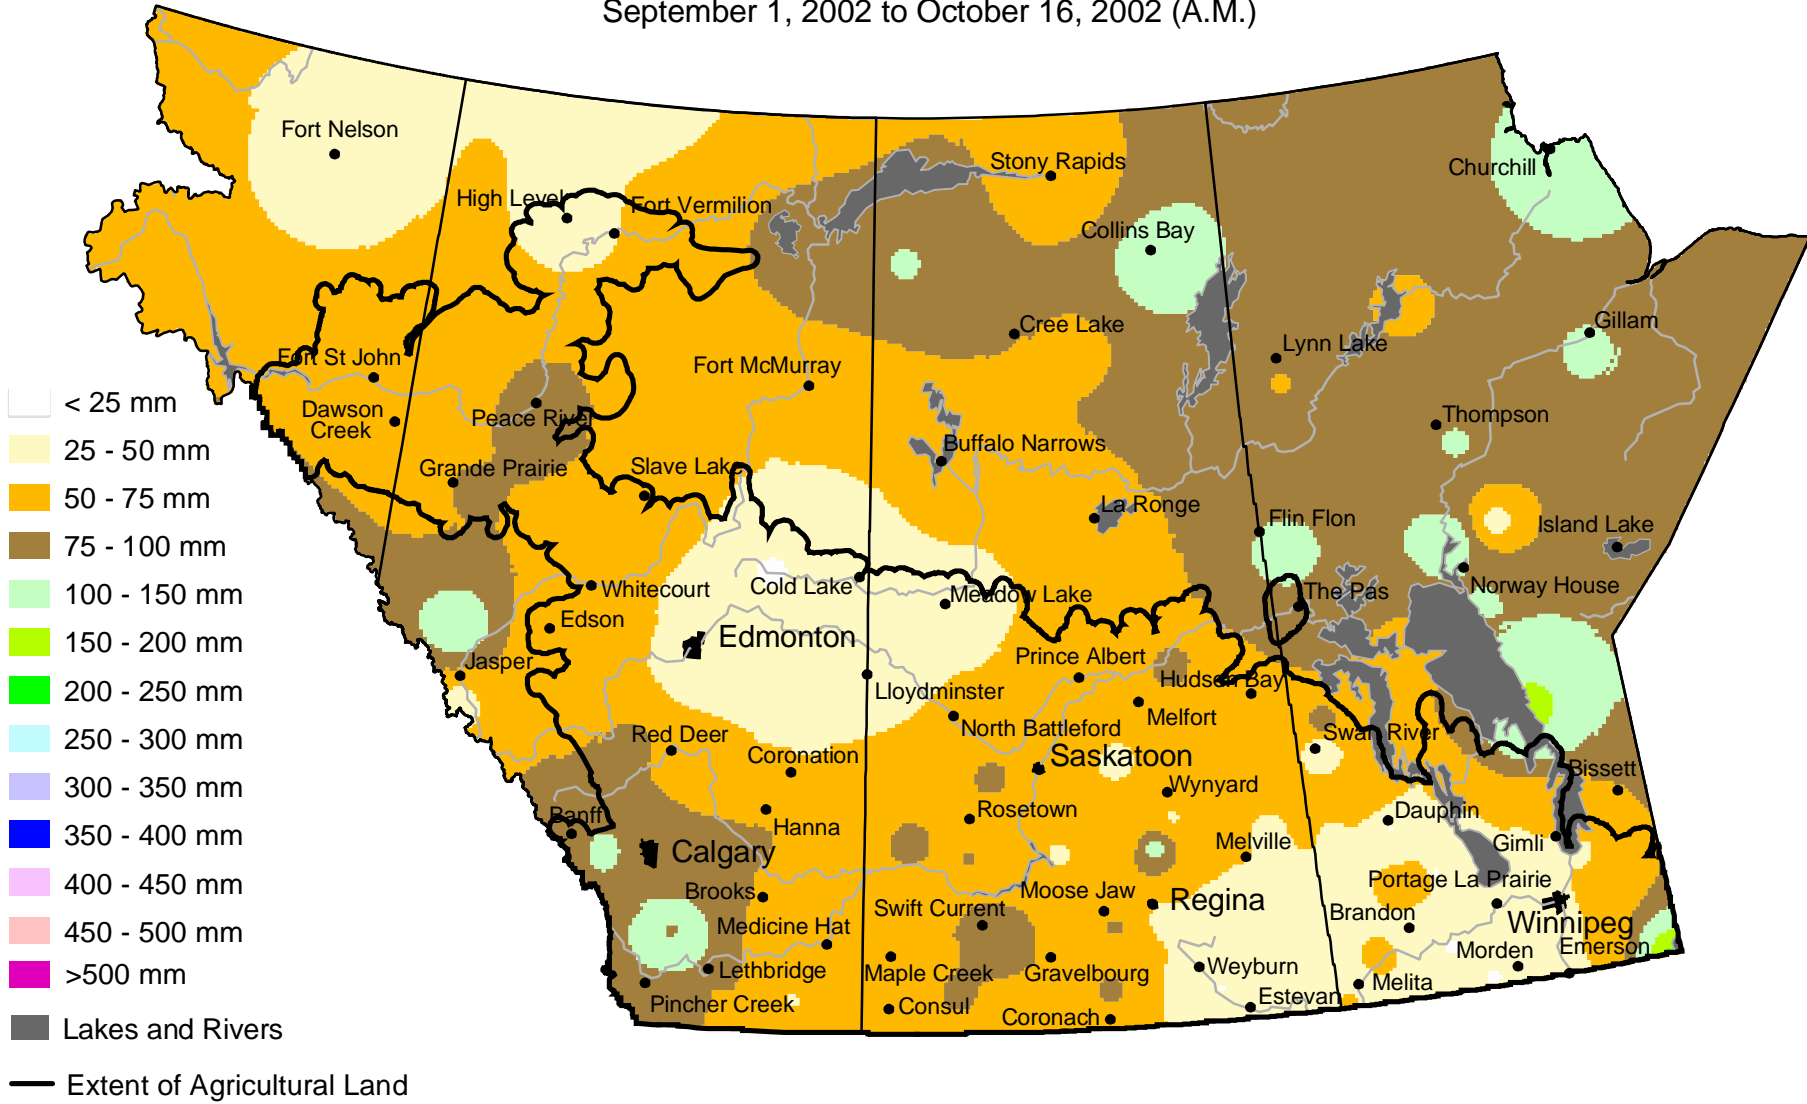 September 1, 2002 to October 16, 2002 (A.M.)
Fort Nelson
Churchill
Stony Rapids
High Level
Fort Vermilion
Collins Bay
Gillam
Cree Lake
Lynn Lake
Fort St John
Fort McMurray
< 25 mm
Dawson
Creek
Peace River
Thompson
25 - 50 mm
Buffalo Narrows
Grande Prairie
Slave Lake
50 - 75 mm
La Ronge
Flin Flon
Island Lake
75 - 100 mm
Whitecourt
Cold Lake
Meadow Lake
The Pas
Norway House
100 - 150 mm
Edson
Edmonton
150 - 200 mm
Jasper
Prince Albert
Hudson Bay
200 - 250 mm
Lloydminster
Melfort
North Battleford
Red Deer
Swan River
250 - 300 mm
Coronation
Saskatoon
Bissett
300 - 350 mm
Wynyard
Banff
Hanna
Rosetown
Dauphin
350 - 400 mm
Calgary
Melville
Gimli
400 - 450 mm
Brooks
Moose Jaw
Regina
Portage La Prairie
Swift Current
Brandon
Winnipeg
450 - 500 mm
Medicine Hat
Morden
Emerson
>500 mm
Lethbridge
Maple Creek
Gravelbourg
Weyburn
Melita
Pincher Creek
Consul
Coronach
Estevan
Lakes and Rivers
Extent of Agricultural Land